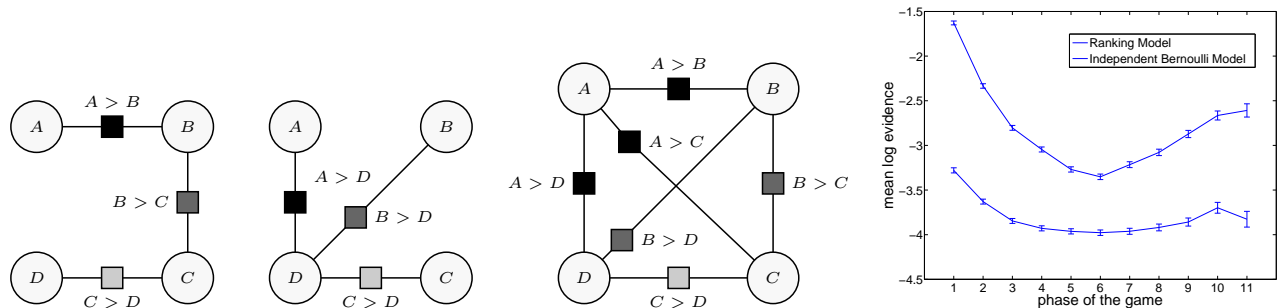 A > B
A
B
B > C
D
C
C > D
A
B
A > D
B > D
D
C
C > D
A > B
A
B
A > C
A > D
B > C
B > D
D
C
C > D
mean log evidence
−1.5
−2
−2.5
−3
−3.5
−4
−4.5
Ranking Model
Independent Bernoulli Model
1 2 3 4 5 6 7 8 9 10 11
phase of the game